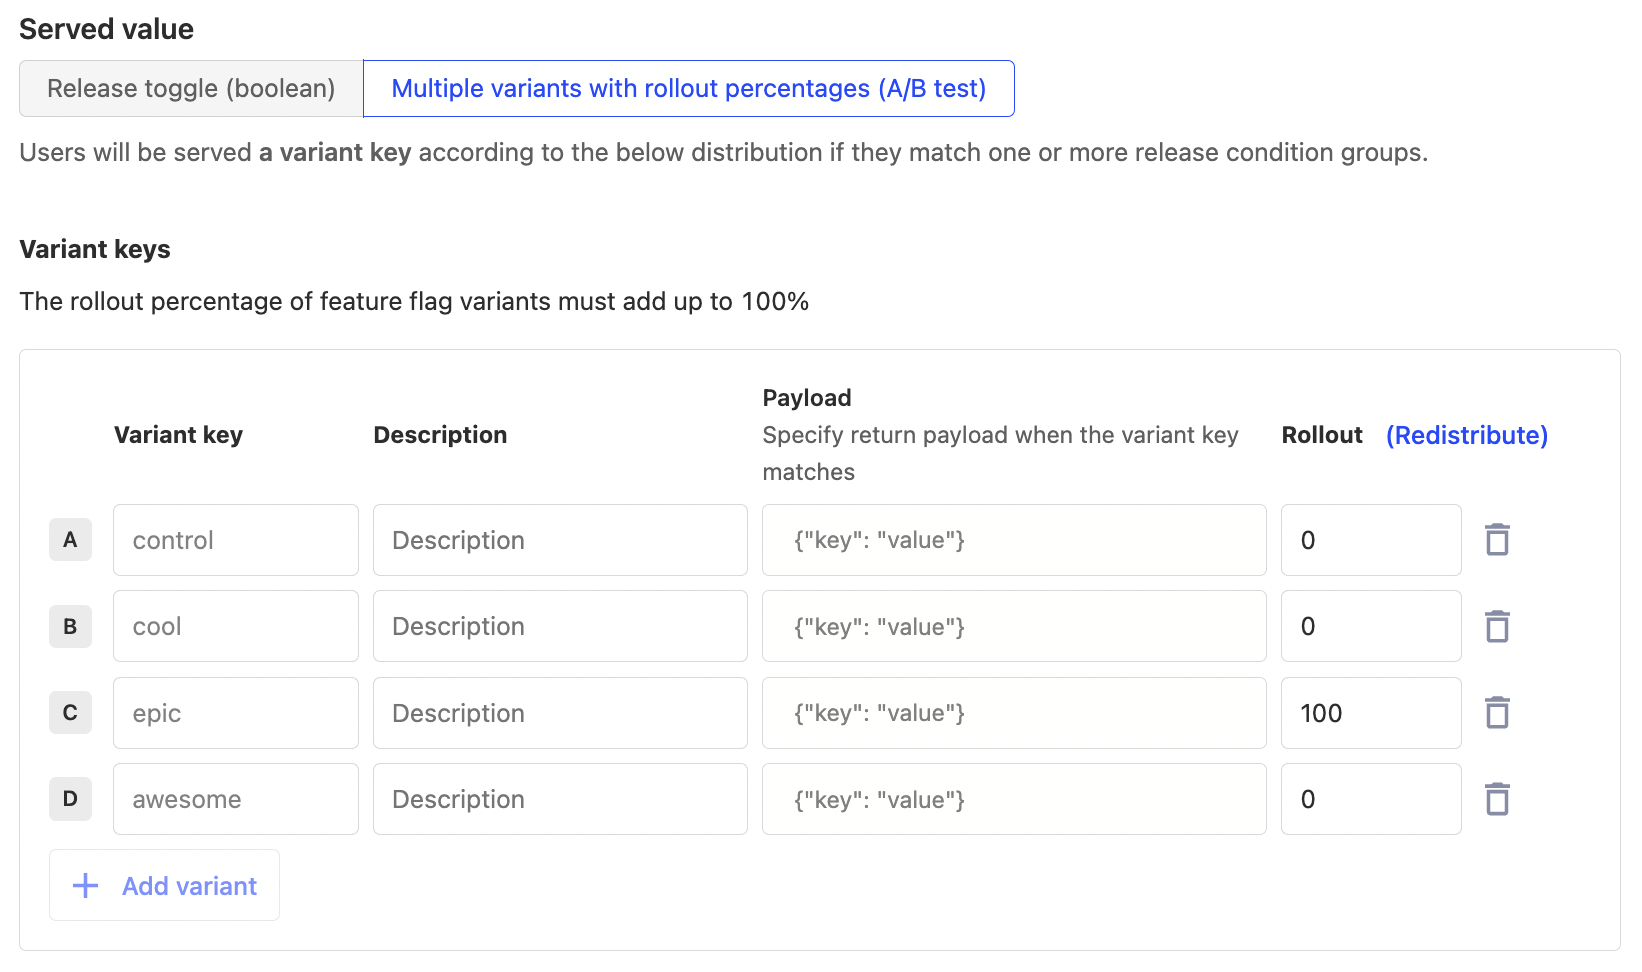 Served value
Release toggle (boolean) Multiple variants with rollout percentages (A/B test)
Users will be served a variant key according to the below distribution if they match one or more release condition groups.
Variant keys
The rollout percentage of feature flag variants must add up to 100%
Variant key Description Payload Rollout (Redistribute)
Specify return payload when the variant key
matches
A control Description {"key": "value"} 0
B cool Description {"key": "value"} 0
C epic Description {"key": "value"} 100
D awesome Description {"key": "value"} 0
Add variant